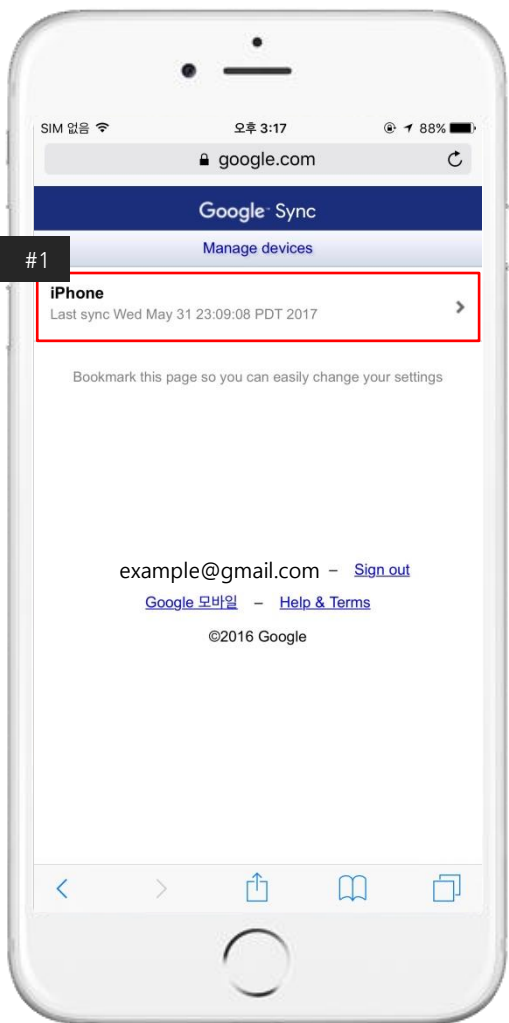 SIM 없음 오후 3:17 88%
google.com
Google™ Sync
Manage devices
#1
iPhone
Last sync Wed May 31 23:09:08 PDT 2017
Bookmark this page so you can easily change your settings
example@gmail.com – Sign out
Google 모바일 – Help & Terms
©2016 Google